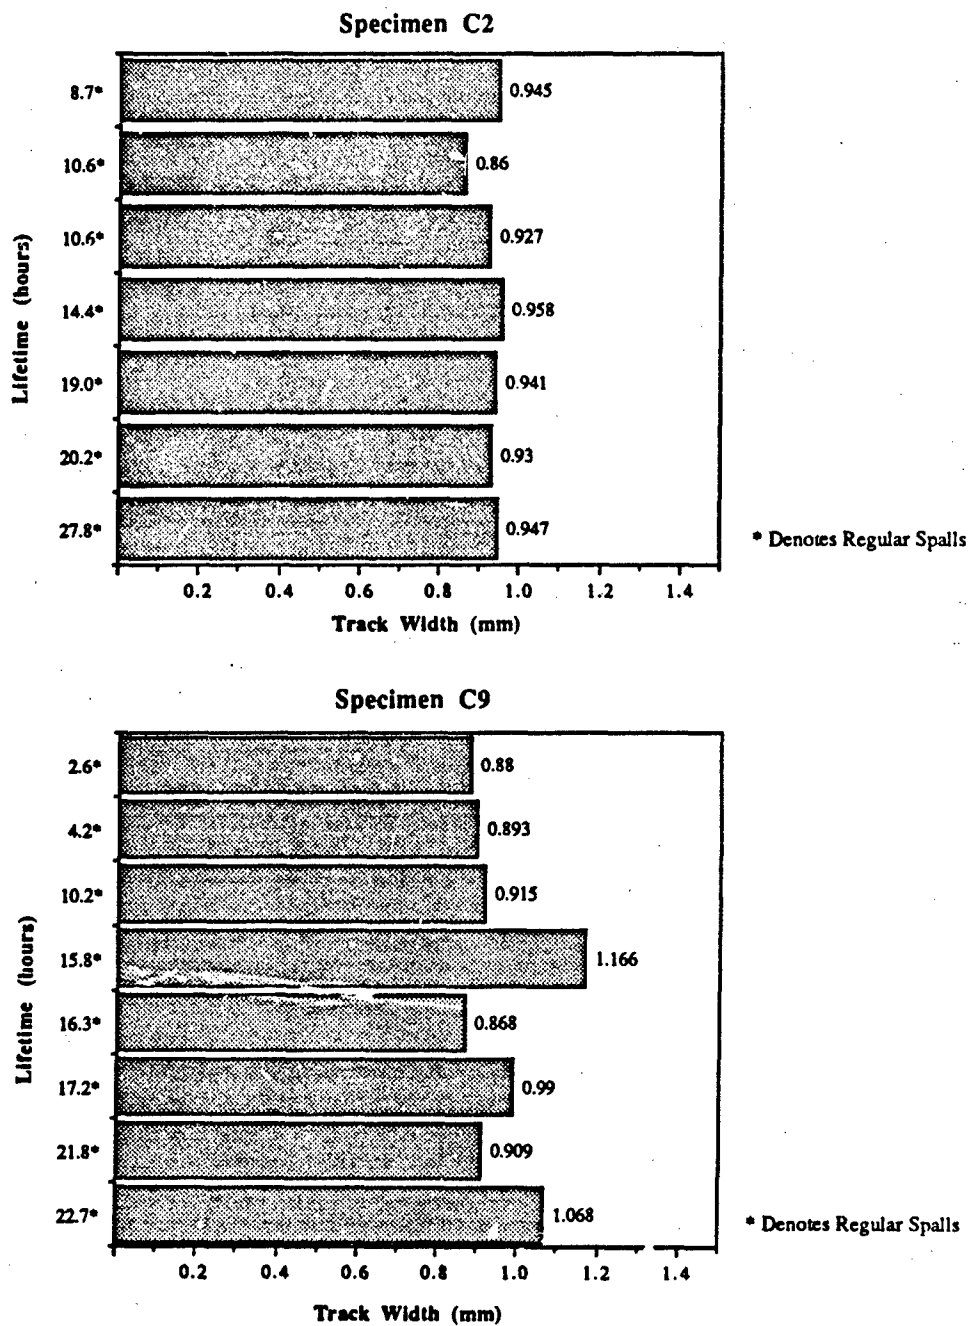 Specimen C2
8.7* 0.945
10.6* 0.86
10.6* 0.927
14.4* 0.958
19.0* 0.941
20.2* 0.93
27.8* 0.947
Lifetime (hours)
* Denotes Regular Spalls
0.2 0.4 0.6 0.8 1.0 1.2 1.4
Track Width (mm)
Specimen C9
2.6* 0.88
4.2* 0.893
10.2* 0.915
15.8* 1.166
16.3* 0.868
17.2* 0.99
21.8* 0.909
22.7* 1.068
Lifetime (hours)
* Denotes Regular Spalls
0.2 0.4 0.6 0.8 1.0 1.2 1.4
Track Width (mm)